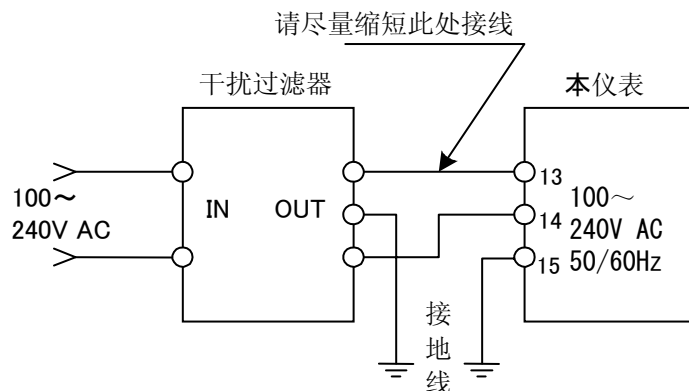 请尽量缩短此处接线
干扰过滤器
本仪表
100～
240V AC
IN
OUT
13
14
15
100～
240V AC
50/60Hz
接
地
线